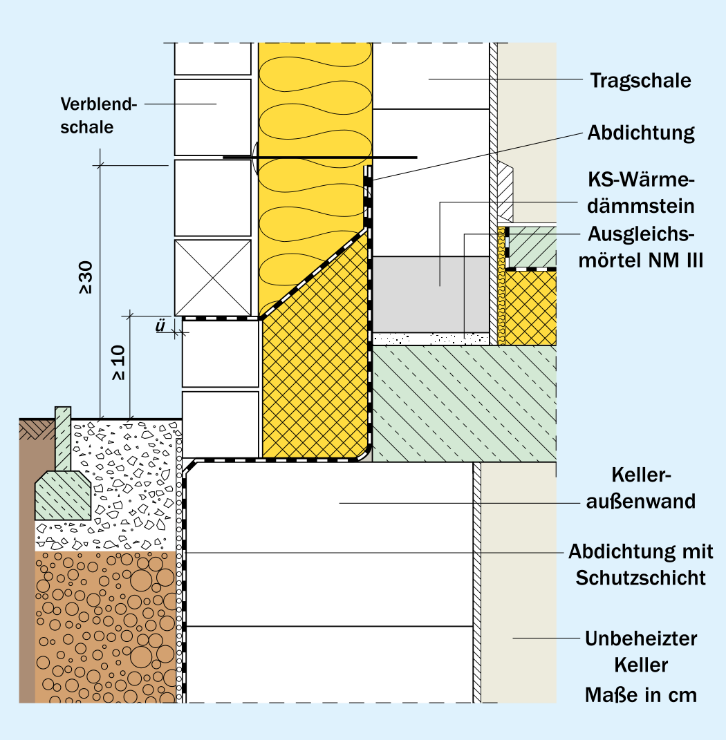 Tragschale
Verblend-
schale
Abdichtung
KS-Wärme-
dämmstein
Ausgleichs-
mörtel NM III
≥30
ü
≥10
Keller-
außenwand
Abdichtung mit
Schutzschicht
Unbeheizter
Keller
Maße in cm